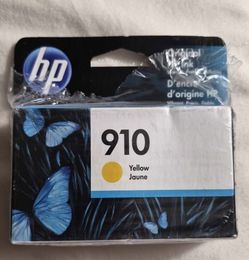 hp
Original
HP Ink
D'encre
d'origine HP
910
Yellow
Jaune